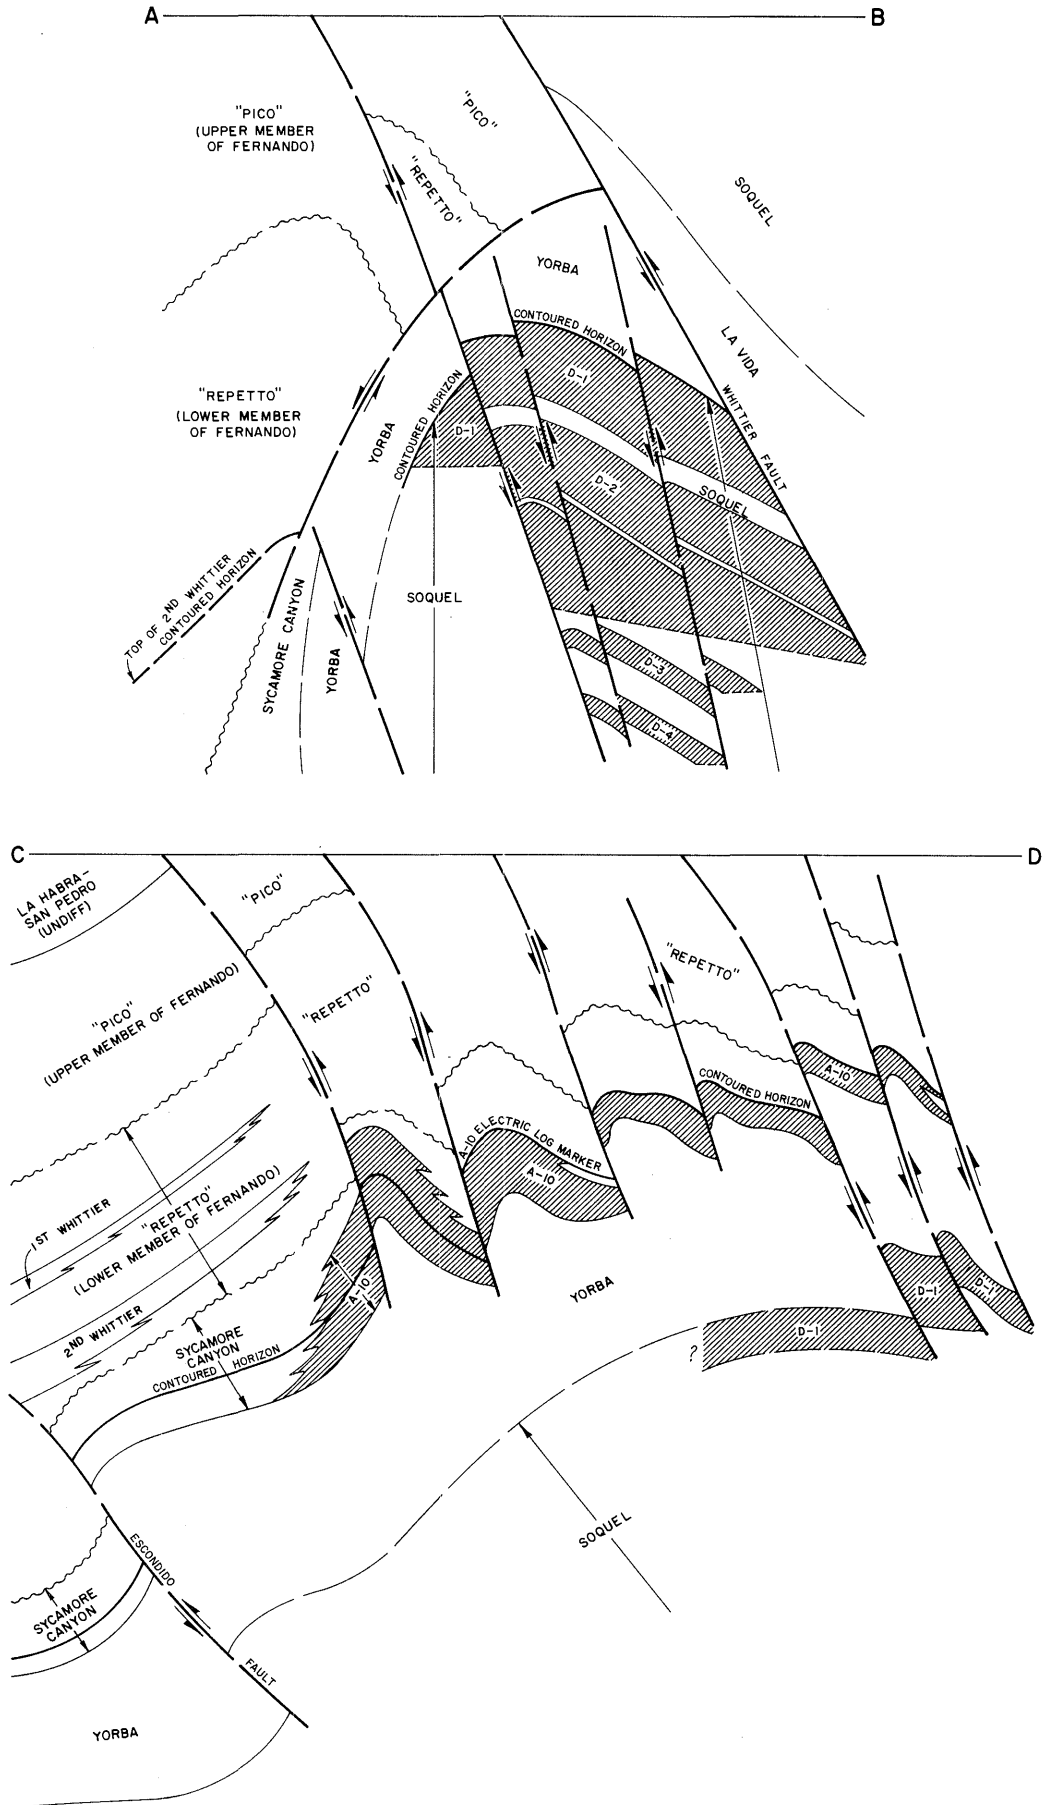 A
B
"PICO"
(UPPER MEMBER
OF FERNANDO)
"PICO"
"REPETTO"
SOQUEL
YORBA
CONTOURED HORIZON
LA VIDA
WHITTIER FAULT
D-1
"REPETTO"
(LOWER MEMBER
OF FERNANDO)
YORBA
CONTOURED HORIZON
D-1
D-2
SOQUEL
TOP OF 2ND WHITTIER
CONTOURED HORIZON
SYCAMORE CANYON
YORBA
SOQUEL
D-3
D-4
C
D
LA HABRA-
SAN PEDRO
(UNDIFF)
"PICO"
"PICO"
(UPPER MEMBER OF FERNANDO)
"REPETTO"
"REPETTO"
CONTOURED HORIZON
A-10
A-10 ELECTRIC LOG MARKER
A-10
1ST WHITTIER
"REPETTO"
(LOWER MEMBER OF FERNANDO)
2ND WHITTIER
A-10
SYCAMORE
CANYON
CONTOURED HORIZON
YORBA
D-1
D-1
D-1
?
SOQUEL
ESCONDIDO
FAULT
SYCAMORE
CANYON
YORBA